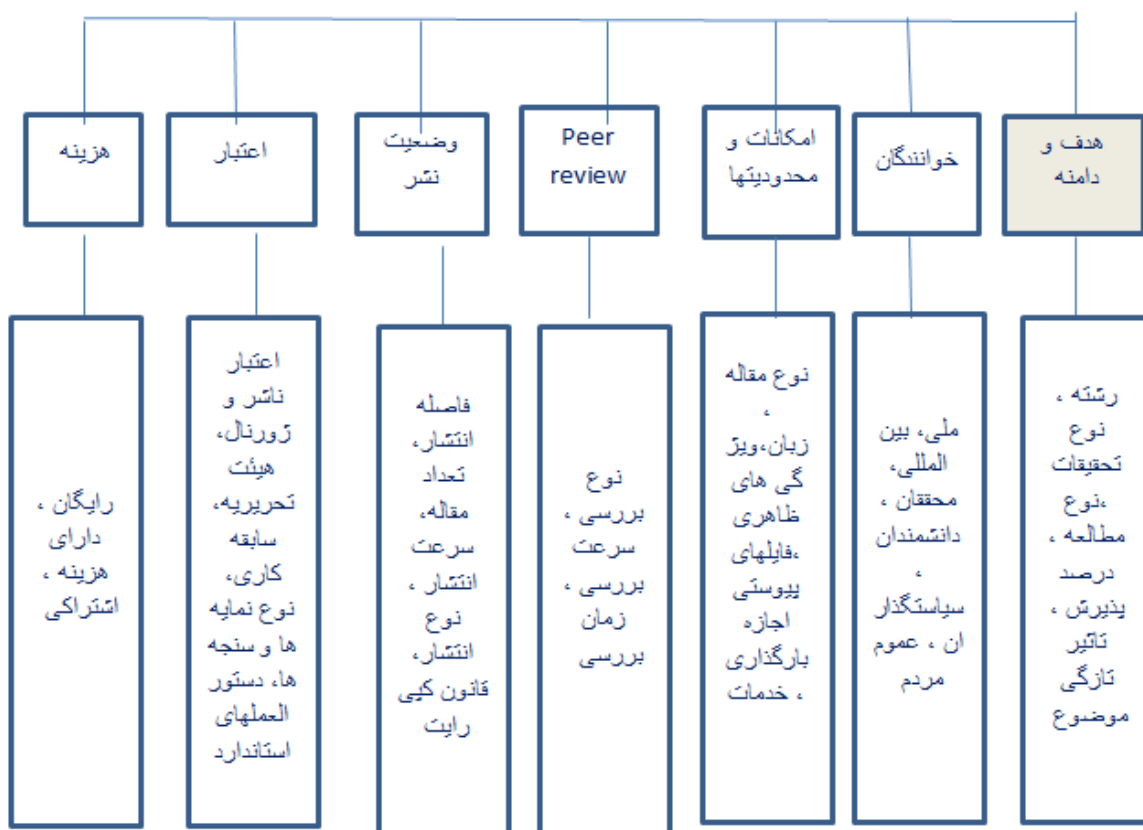 هدف و
دامنه
خوانندگان
امکانات و
محدودیتها
Peer
review
وضعیت
نشر
اعتبار
هزینه
رشته ،
نوع
تحقیقات
،نوع
مطالعه ،
درصد
پذیرش ،
تاثیر
تازگی
موضوع
ملی، بین
المللی،
محققان ،
دانشمندان
،
سیاستگذار
ان ، عموم
مردم
نوع مقاله
،
زبان،ویژ
گی های
ظاهری
،فایلهای
پیوستی
اجازه
بارگذاری
، خدمات
نوع
بررسی ،
سرعت
بررسی ،
زمان
بررسی
فاصله
انتشار،
تعداد
مقاله،
سرعت
انتشار ،
نوع
انتشار،
قانون کپی
رایت
اعتبار
ناشر و
ژورنال،
هیئت
تحریریه،
سابقه
کاری،
نوع نمایه
ها و سنجه
ها، دستور
العملهای
استاندارد
رایگان ،
دارای
هزینه ،
اشتراکی